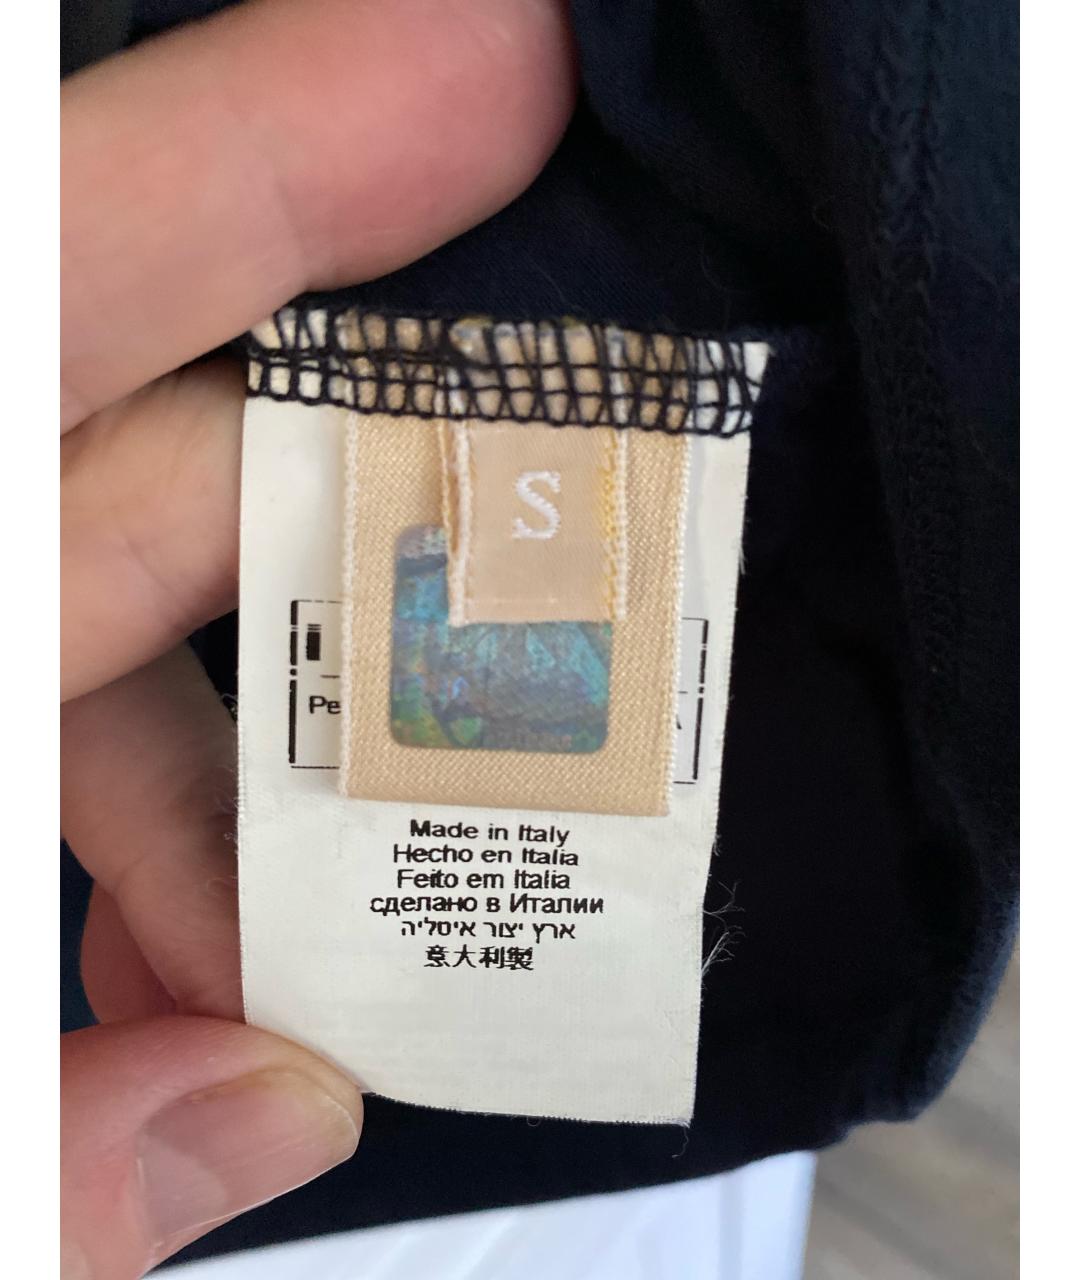 S
Pe
Made in Italy
Hecho en Italia
Feito em Italia
сделано в Италии
ארץ יצור איטליה
意大利製